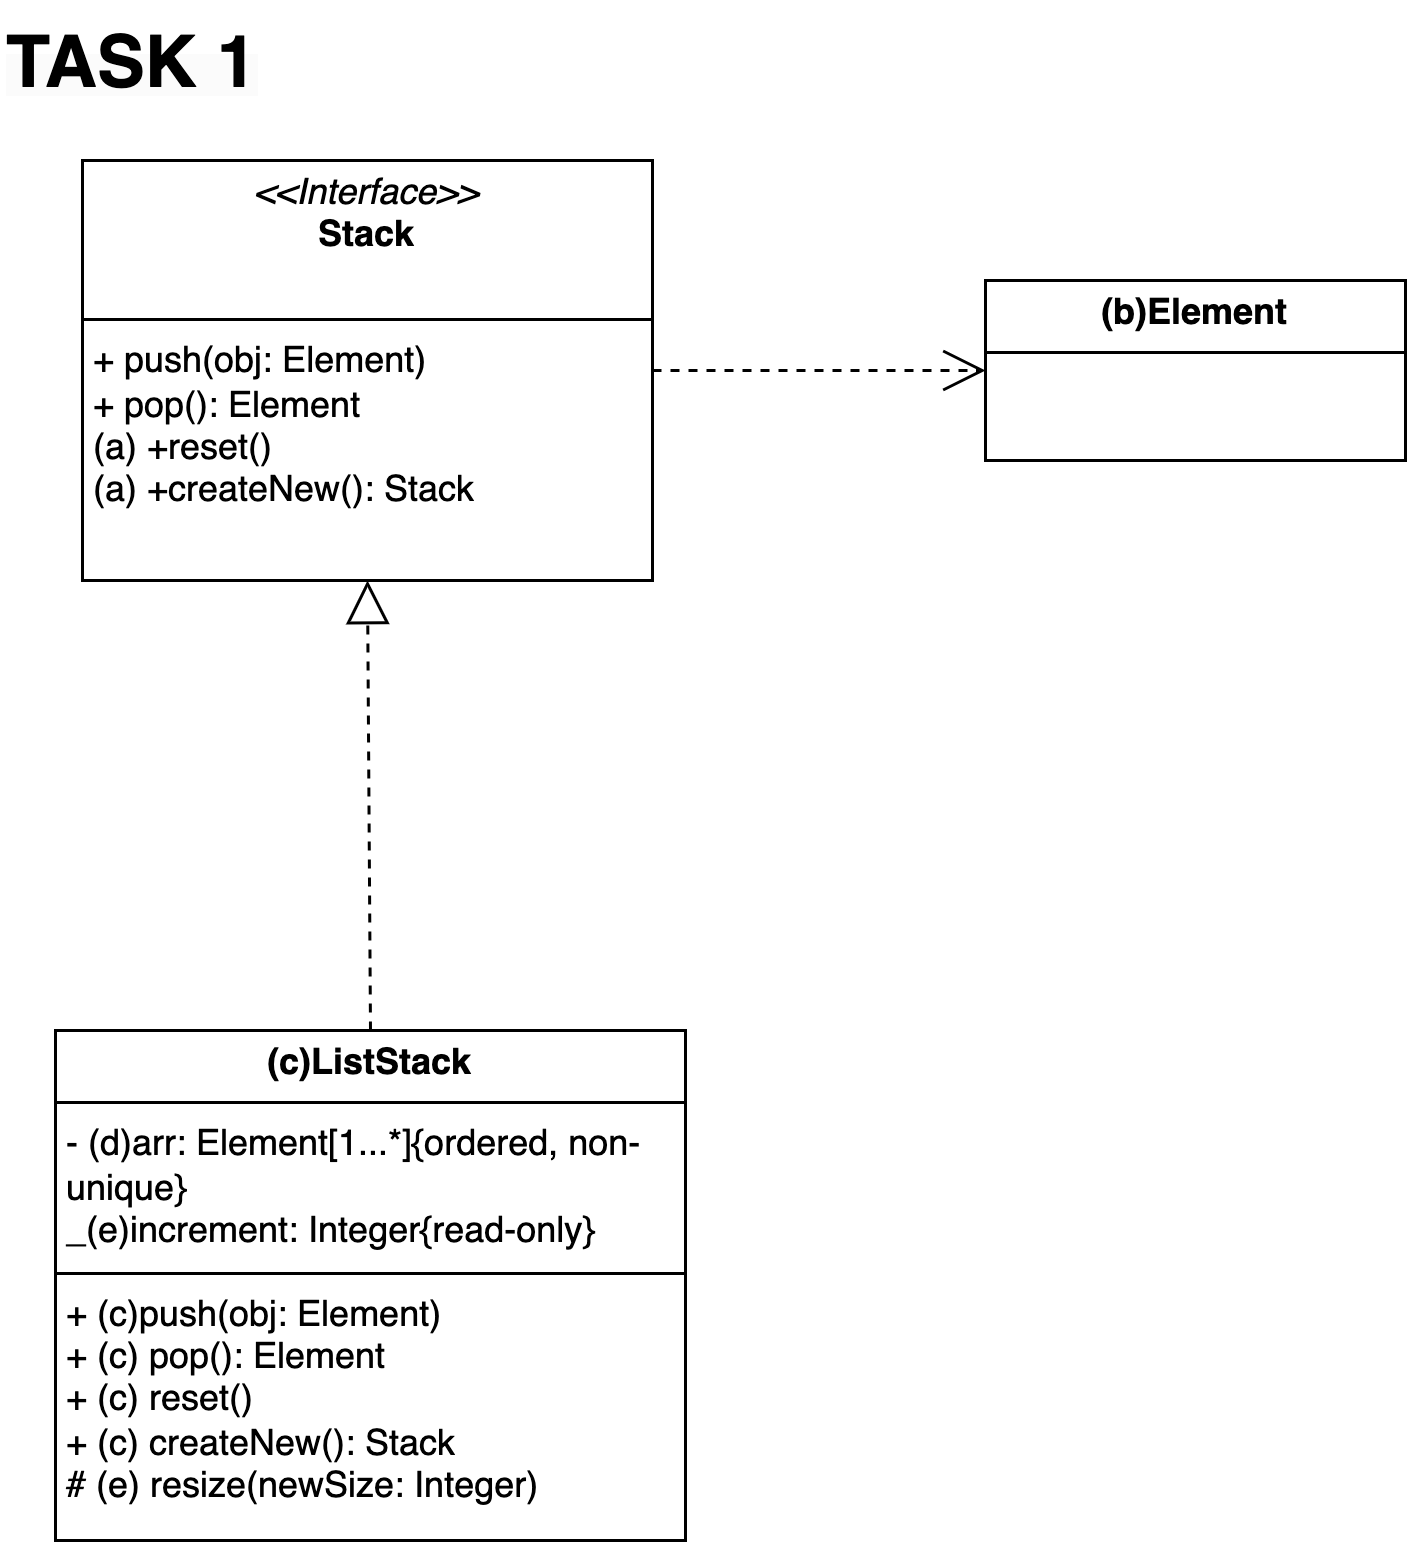 TASK 1
<<Interface>>
Stack
+ push(obj: Element)
+ pop(): Element
(a) +reset()
(a) +createNew(): Stack
(b)Element
(c)ListStack
- (d)arr: Element[1...*]{ordered, non-
unique}
_(e)increment: Integer{read-only}
+ (c)push(obj: Element)
+ (c) pop(): Element
+ (c) reset()
+ (c) createNew(): Stack
# (e) resize(newSize: Integer)